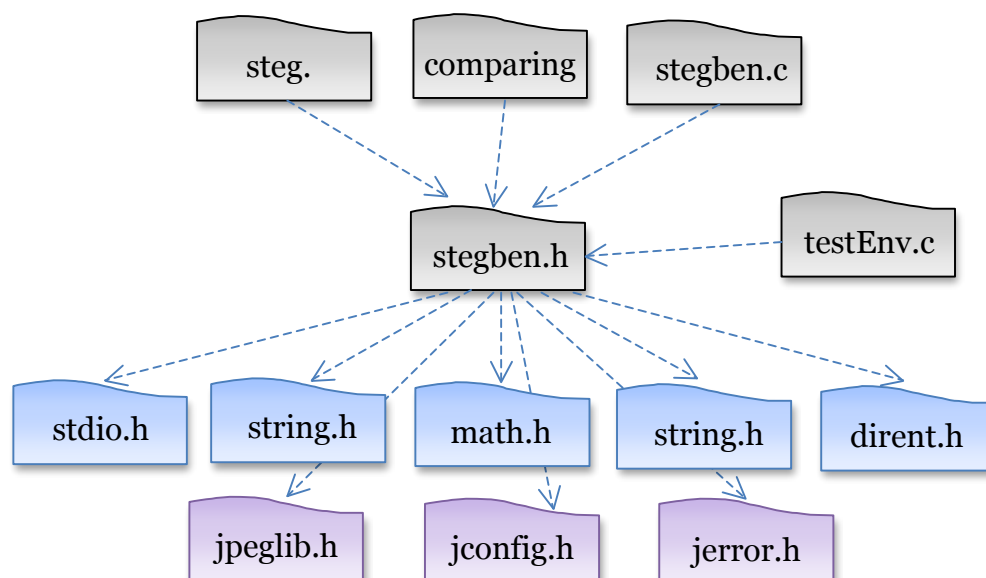 steg.
comparing
stegben.c
stegben.h
testEnv.c
stdio.h
string.h
math.h
string.h
dirent.h
jpeglib.h
jconfig.h
jerror.h